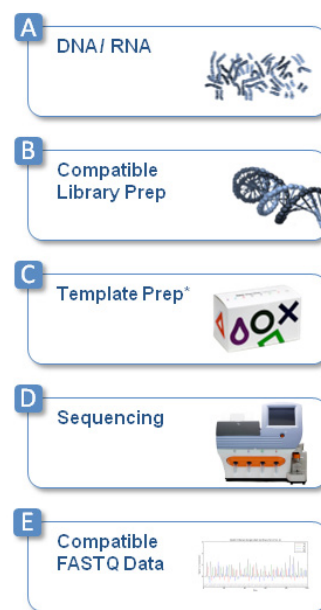 A
DNA/ RNA
B
Compatible
Library Prep
C
Template Prep*
D
Sequencing
E
Compatible
FASTQ Data